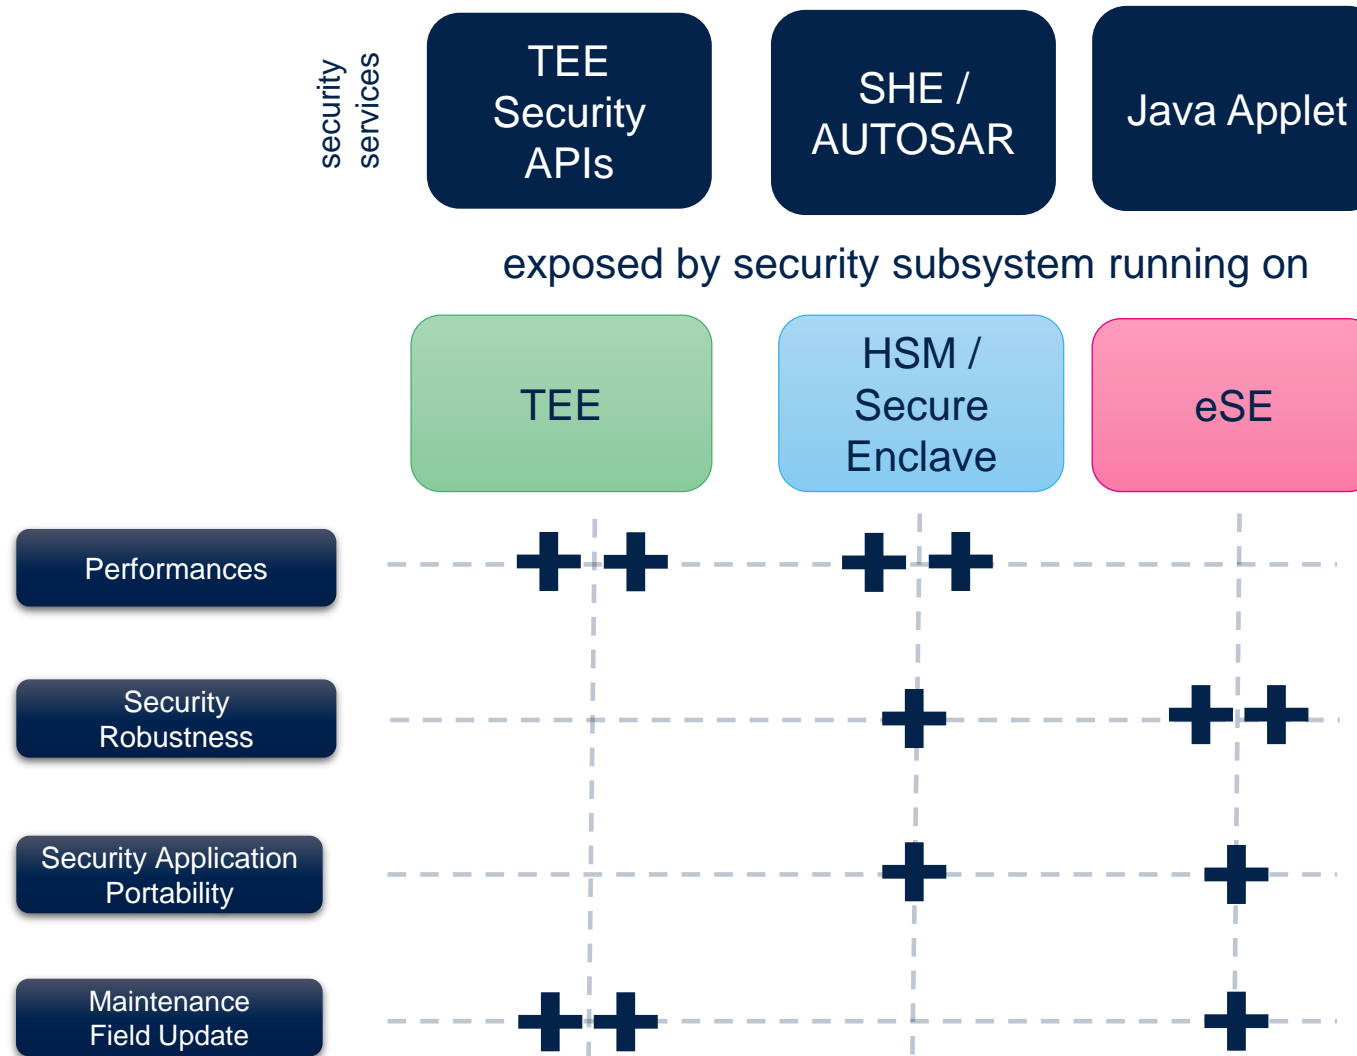 security
services
TEE
Security
APIs
SHE /
AUTOSAR
Java Applet
exposed by security subsystem running on
TEE
HSM /
Secure
Enclave
eSE
Performances
Security
Robustness
Security Application
Portability
Maintenance
Field Update